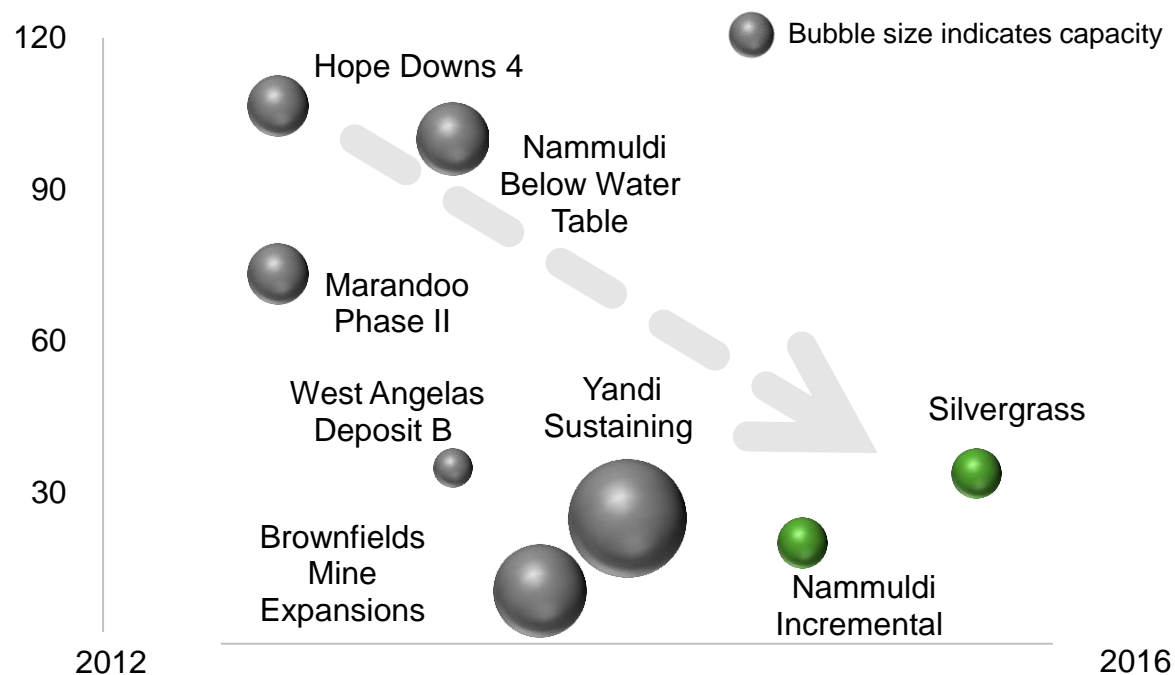 120
Bubble size indicates capacity
Hope Downs 4
Nammuldi
Below Water
Table
90
Marandoo
Phase II
60
West Angelas
Deposit B
Yandi
Sustaining
Silvergrass
30
Brownfields
Mine
Expansions
Nammuldi
Incremental
2012
2016